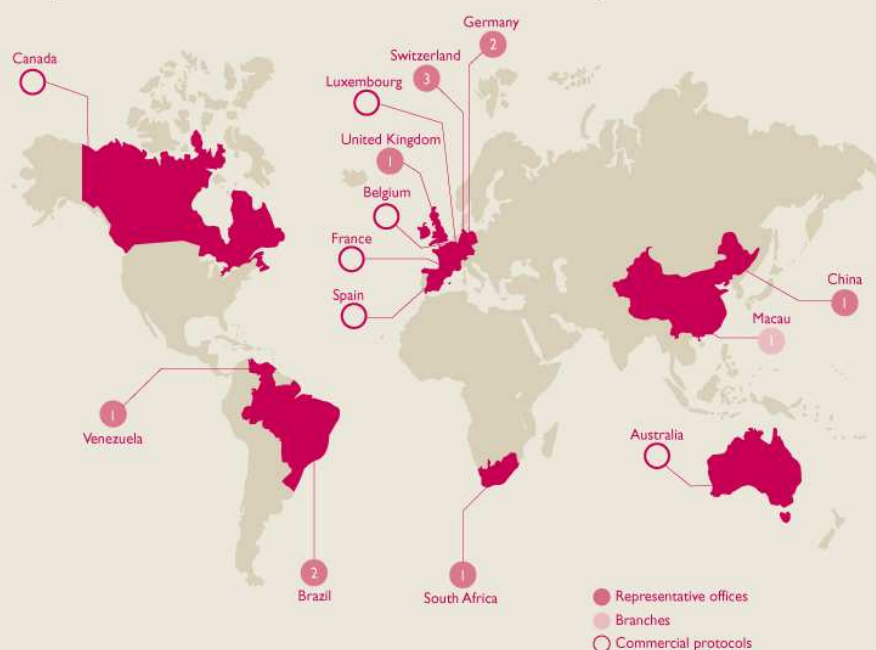 Germany
2
Switzerland
3
Canada
Luxembourg
United Kingdom
1
Belgium
France
Spain
China
1
Macau
1
1
Venezuela
Australia
2
Brazil
1
South Africa
Representative offices
Branches
Commercial protocols